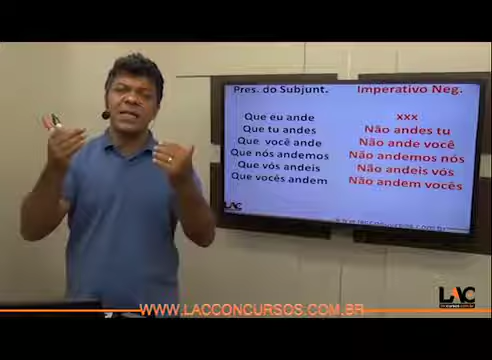 Pres. do Subjunt. Imperativo Neg.
Que eu ande xxx
Que tu andes Não andes tu
Que você ande Não ande você
Que nós andemos Não andemos nós
Que vós andeis Não andeis vós
Que vocês andem Não andem vocês
LAC
LAC
WWW.LACCONCURSOS.COM.BR